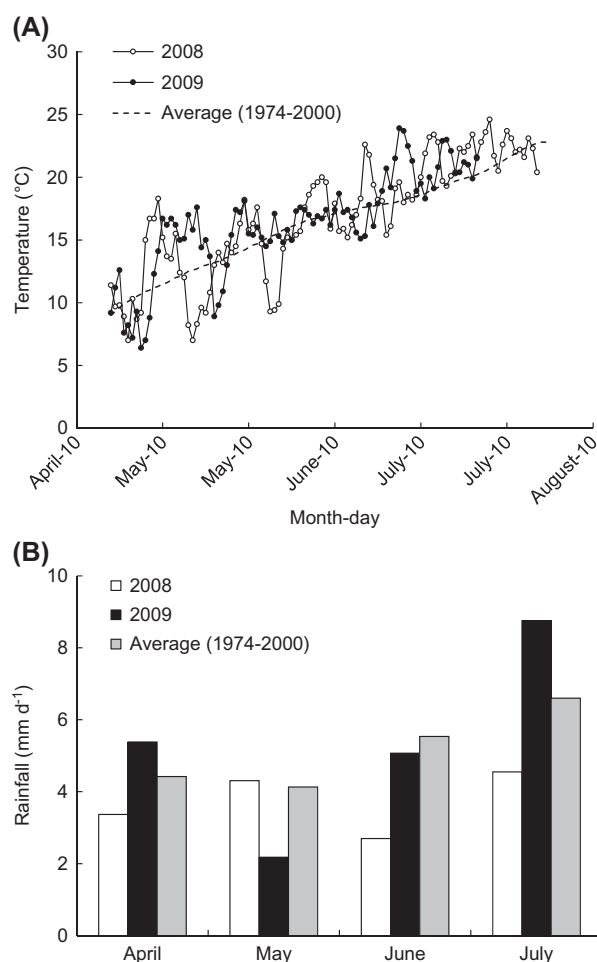 (A)
30
25
20
15
10
5
0
Temperature (°C)
2008
2009
Average (1974-2000)
April-10
May-10
May-10
June-10
July-10
July-10
August-10
Month-day
(B)
10
8
6
4
2
0
Rainfall (mm d-1)
2008
2009
Average (1974-2000)
April
May
June
July